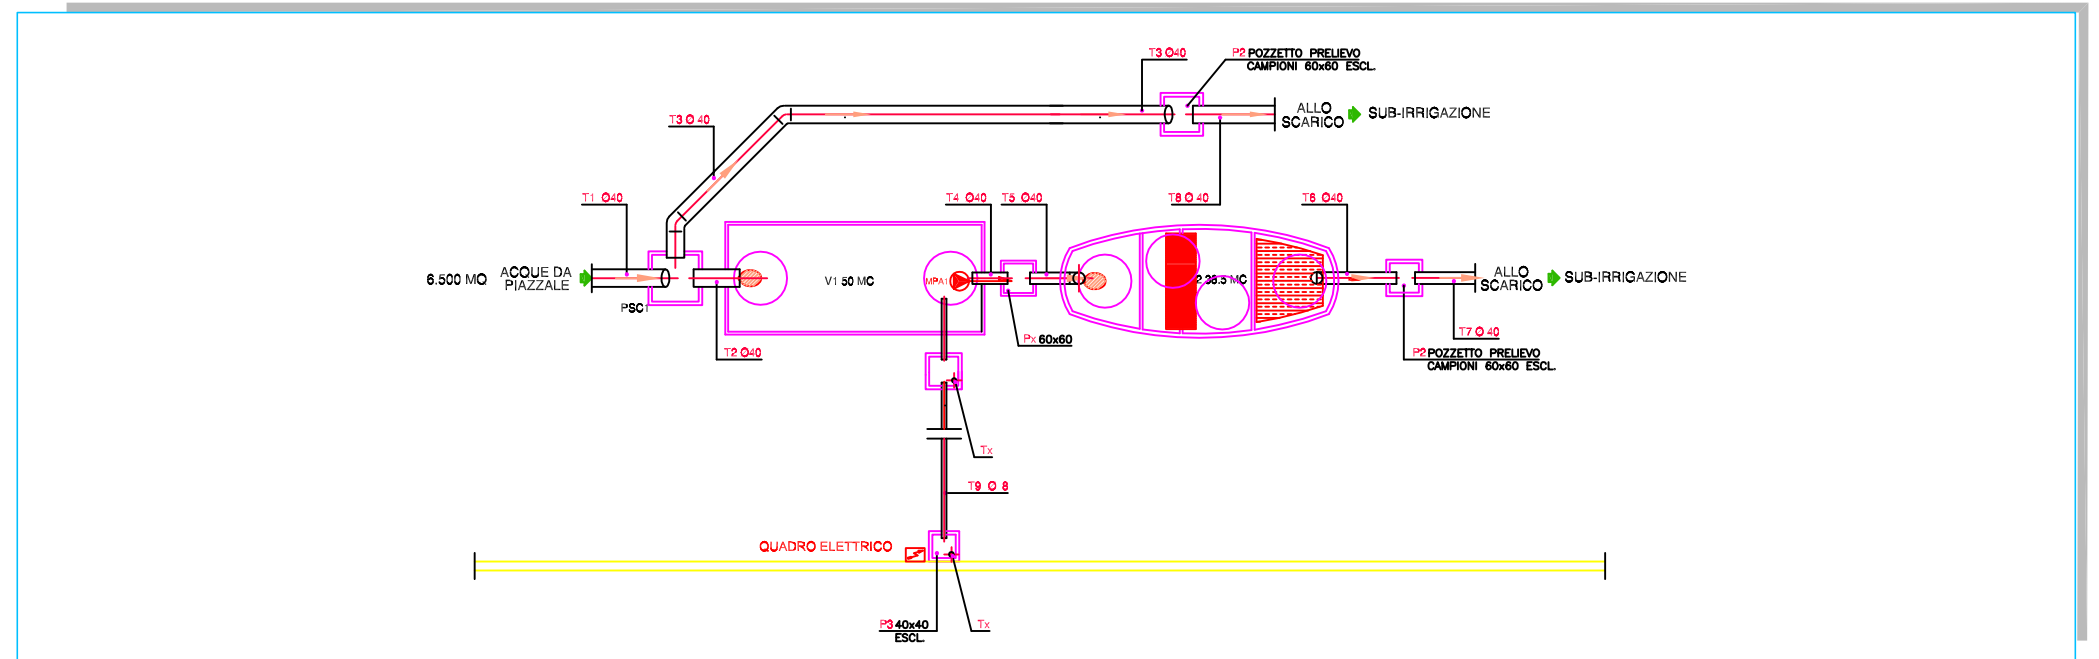 T3 Ø40
P2 POZZETTO PRELIEVO
CAMPIONI 60x60 ESCL.
T3 Ø 40
ALLO
SCARICO
SUB-IRRIGAZIONE
T1 Ø40
T4 Ø40
T5 Ø40
T8 Ø 40
T6 Ø40
6.500 MQ
ACQUE DA
PIAZZALE
V1 50 MC
MPA1
2 38.5 MC
ALLO
SCARICO
SUB-IRRIGAZIONE
PSC1
T2 Ø40
Px 60x60
T7 Ø 40
P2 POZZETTO PRELIEVO
CAMPIONI 60x60 ESCL.
Tx
T9 Ø 8
QUADRO ELETTRICO
P3 40x40
ESCL.
Tx